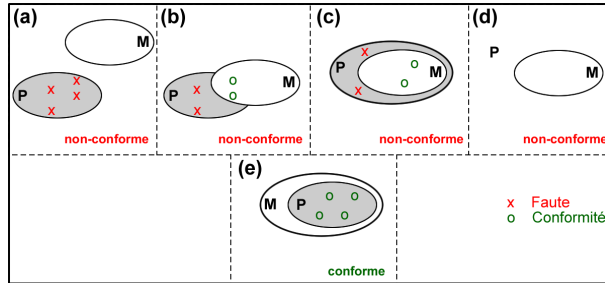 (a)
M
P
x
x
x
x
x
non-conforme
(b)
M
P
x
x
o
o
non-conforme
(c)
P
M
x
x
o
o
non-conforme
(d)
P
M
non-conforme
(e)
M
P
o
o
o
o
conforme
x Faute
o Conformité